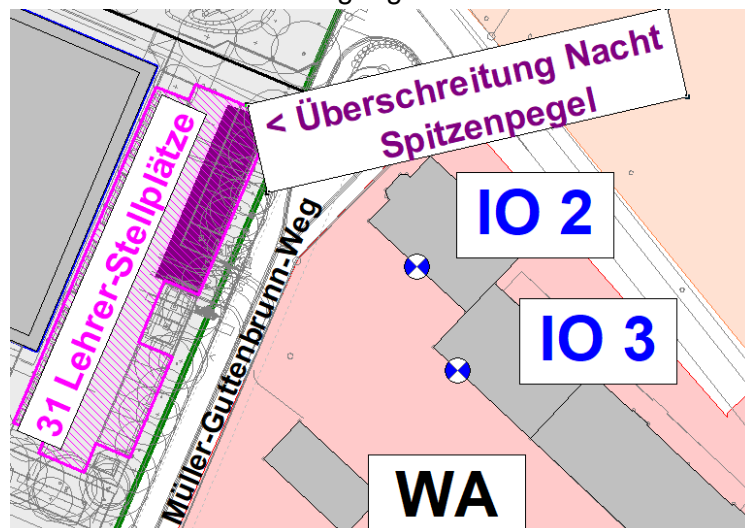 < Überschreitung Nacht
Spitzenpegel
31 Lehrer-Stellplätze
Müller-Guttenbrunn-Weg
IO 2
IO 3
WA